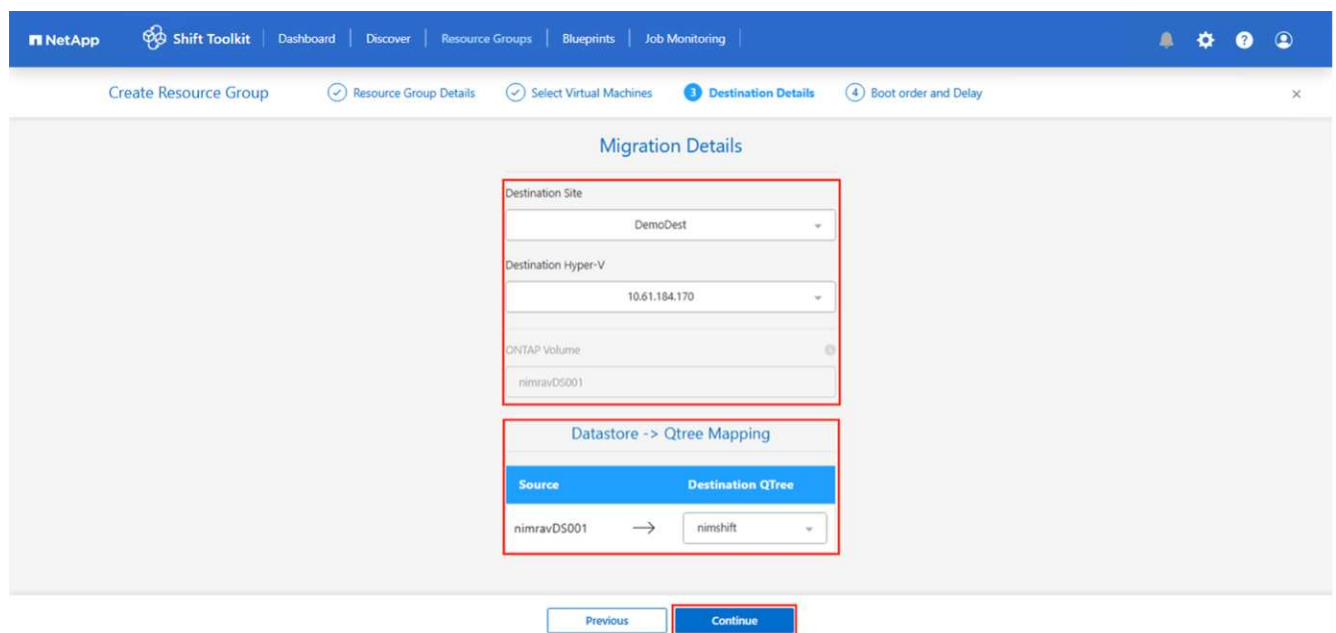 NetApp Shift Toolkit Dashboard Discover Resource Groups Blueprints Job Monitoring ?
Create Resource Group Resource Group Details Select Virtual Machines 3 Destination Details 4 Boot order and Delay ×
Migration Details
Destination Site
DemoDest
Destination Hyper-V
10.61.184.170
ONTAP Volume
nimravDS001
Datastore -> Qtree Mapping
Source Destination QTree
nimravDS001 → nimshift
Previous Continue